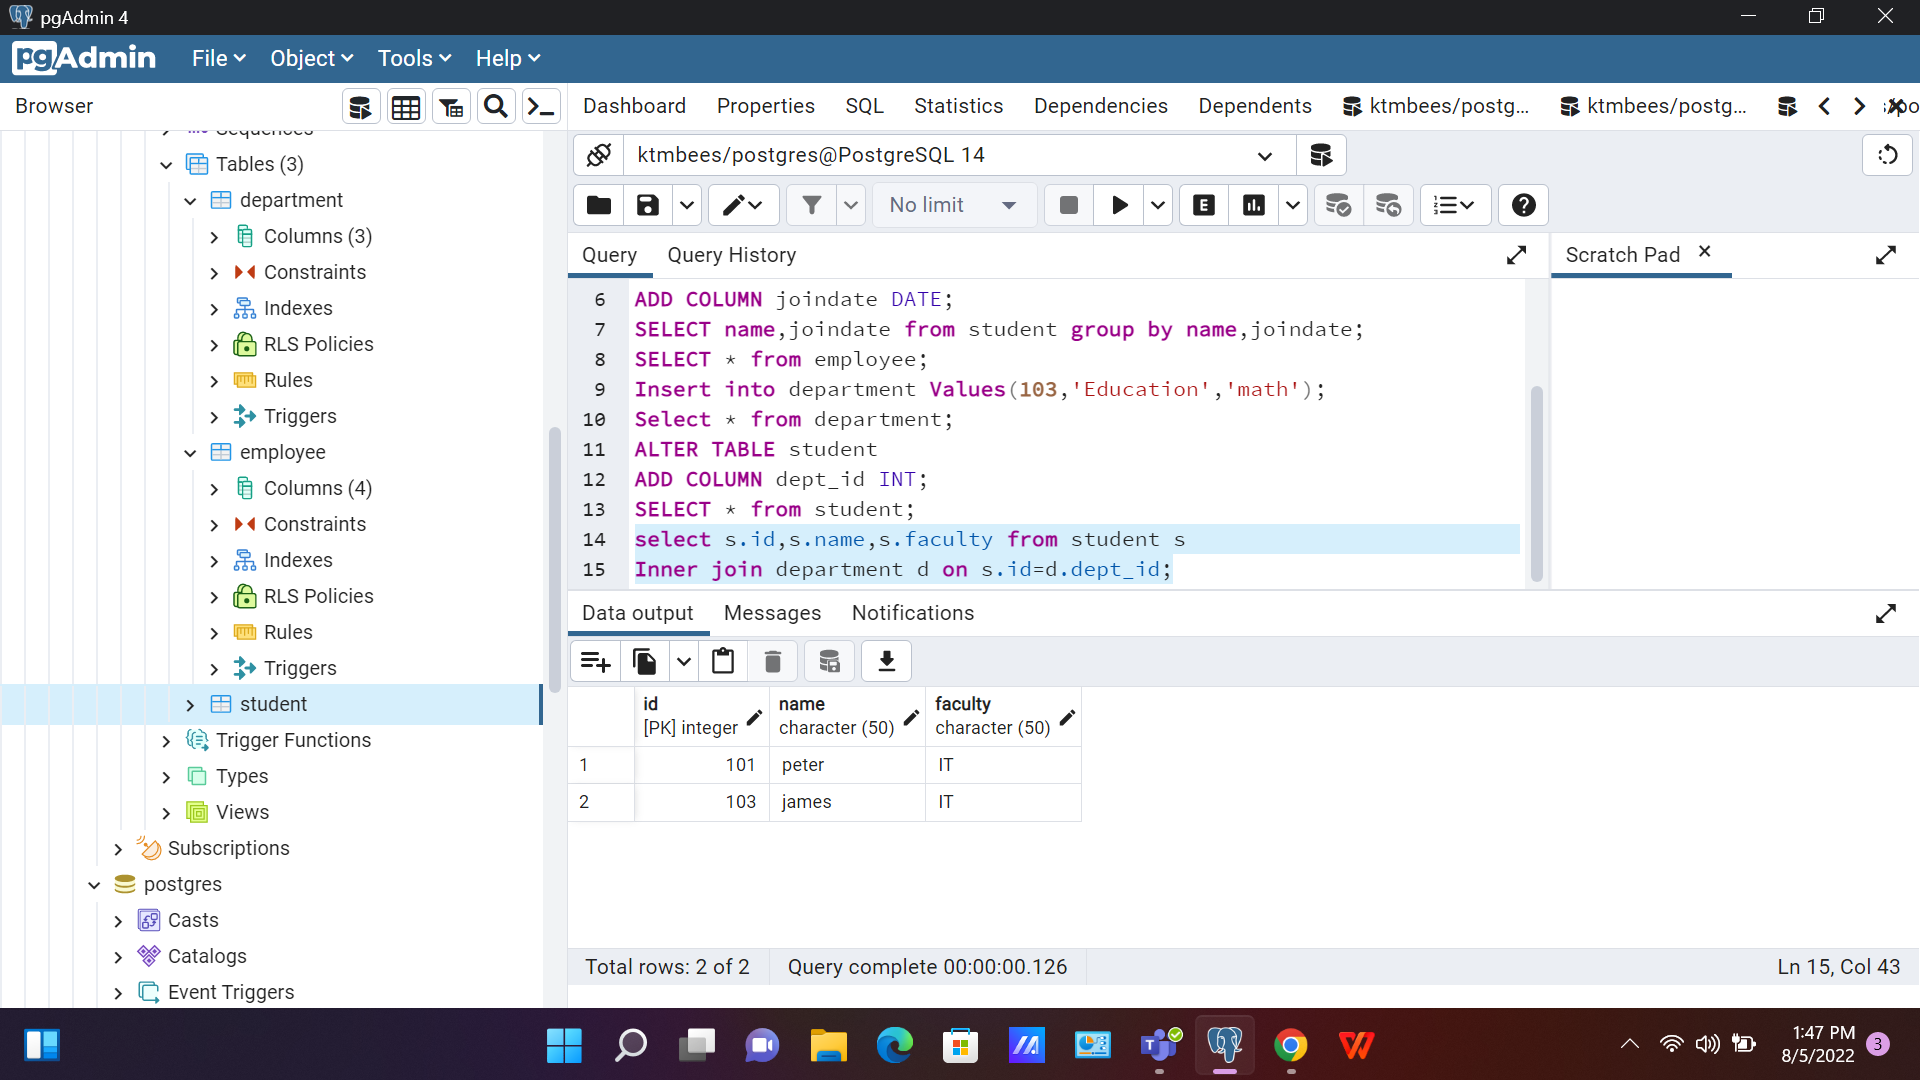 pgAdmin 4
pgAdmin File Object Tools Help
Browser
Dashboard Properties SQL Statistics Dependencies Dependents ktmbees/postg... ktmbees/postg...
Sequences
Tables (3)
department
Columns (3)
Constraints
Indexes
RLS Policies
Rules
Triggers
employee
Columns (4)
Constraints
Indexes
RLS Policies
Rules
Triggers
student
Trigger Functions
Types
Views
Subscriptions
postgres
Casts
Catalogs
Event Triggers
ktmbees/postgres@PostgreSQL 14
No limit
E
Query Query History
Scratch Pad
6 ADD COLUMN joindate DATE;
7 SELECT name,joindate from student group by name,joindate;
8 SELECT * from employee;
9 Insert into department Values(103,'Education','math');
10 Select * from department;
11 ALTER TABLE student
12 ADD COLUMN dept_id INT;
13 SELECT * from student;
14 select s.id,s.name,s.faculty from student s
15 Inner join department d on s.id=d.dept_id;
Data output Messages Notifications
id name faculty
[PK] integer character (50) character (50)
1 101 peter IT
2 103 james IT
Total rows: 2 of 2 Query complete 00:00:00.126 Ln 15, Col 43
1:47 PM
8/5/2022 3